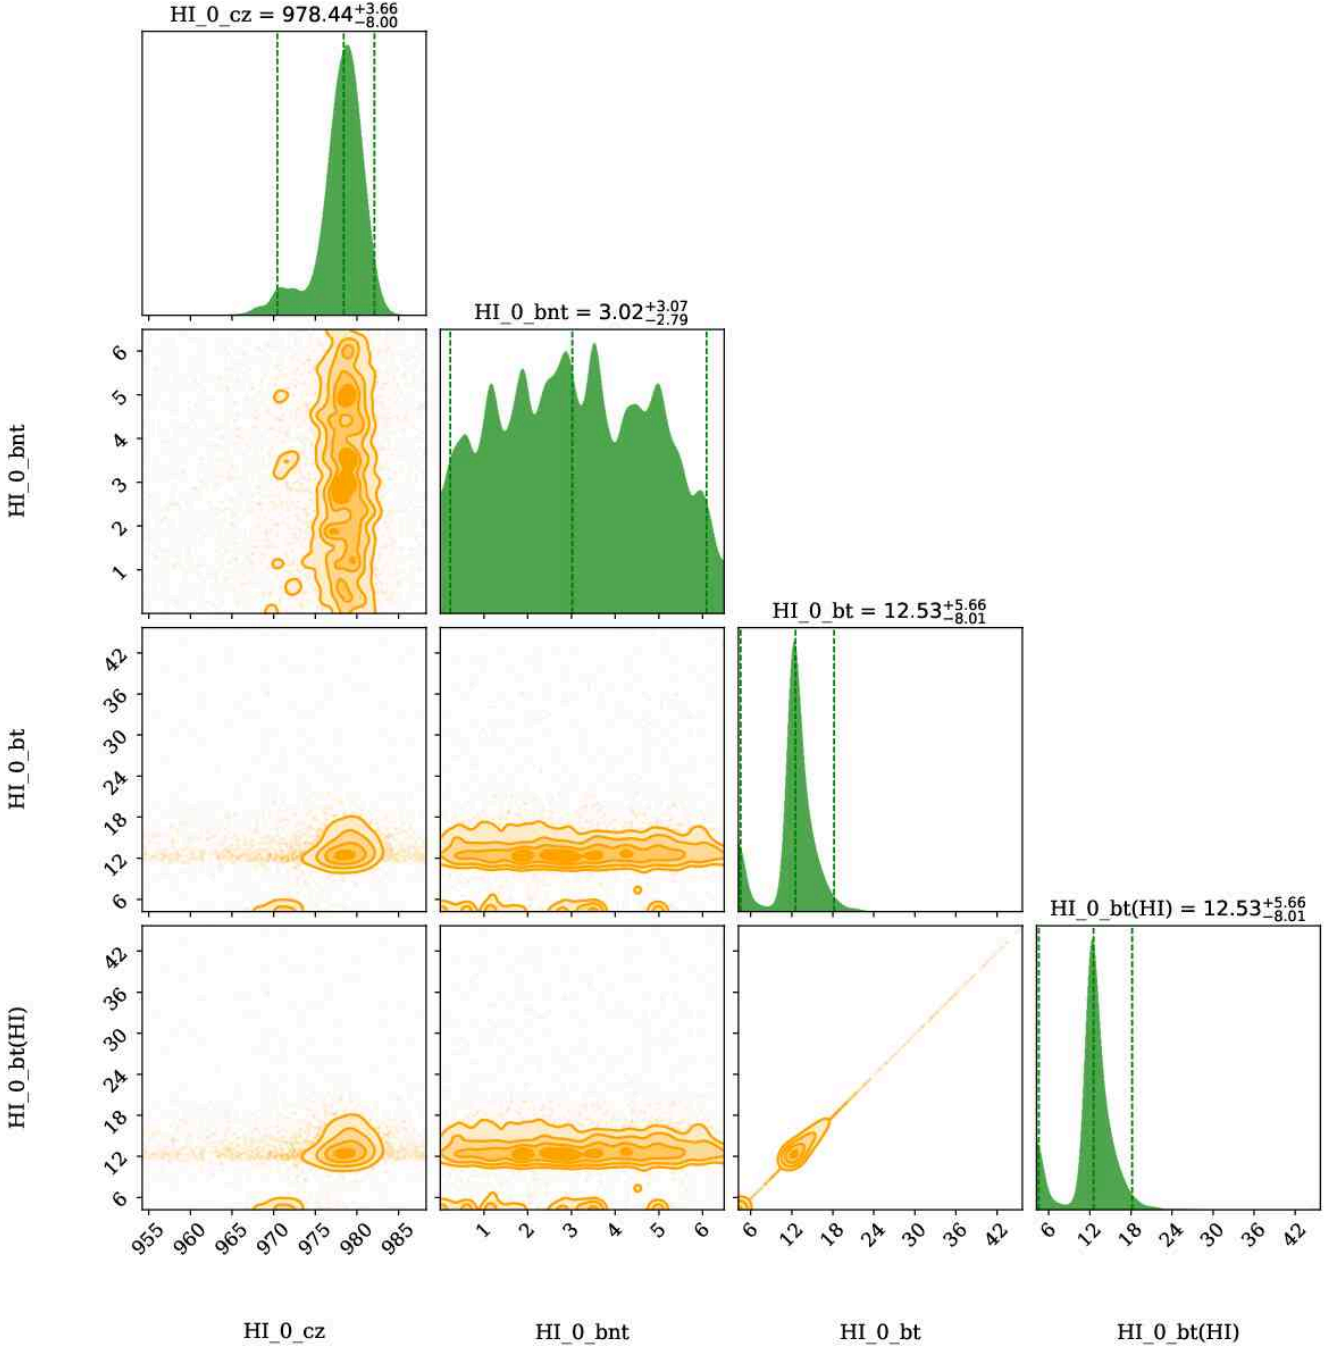 HI_0_cz = 978.44+3.66−8.00
HI_0_bnt = 3.02+3.07−2.79
HI_0_bnt
6
5
4
3
2
1
HI_0_bt = 12.53+5.66−8.01
HI_0_bt
42
36
30
24
18
12
6
HI_0_bt(HI) = 12.53+5.66−8.01
HI_0_bt(HI)
42
36
30
24
18
12
6
955 960 965 970 975 980 985 1 2 3 4 5 6 6 12 18 24 30 36 42 6 12 18 24 30 36 42
HI_0_cz HI_0_bnt HI_0_bt HI_0_bt(HI)